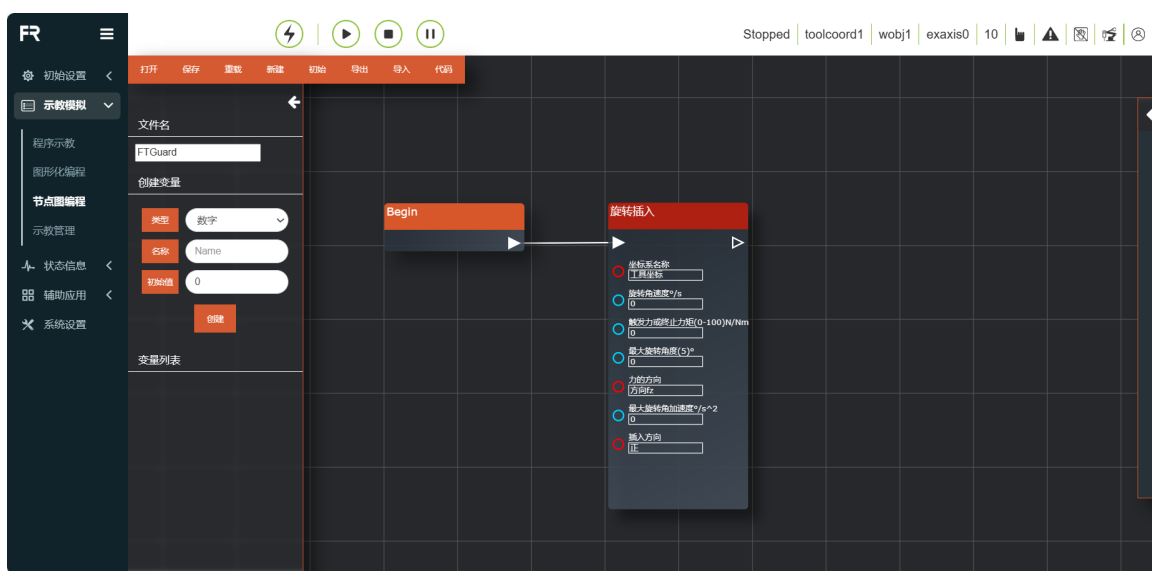 FR
Stopped toolcoord1 wobj1 exaxis0 10
初始设置
示教模拟
程序示教
图形化编程
节点图编程
示教管理
状态信息
辅助应用
系统设置
打开 保存 重载 新建 初始 导出 导入 代码
文件名
FTGuard
创建变量
类型 数字
名称 Name
初始值 0
创建
变量列表
Begin
旋转插入
坐标系名称
工具坐标
旋转角速度°/s
0
触发力或终止力矩(0-100)N/Nm
0
最大旋转角度(5)°
0
力的方向
方向fz
最大旋转角加速度°/s^2
0
插入方向
正